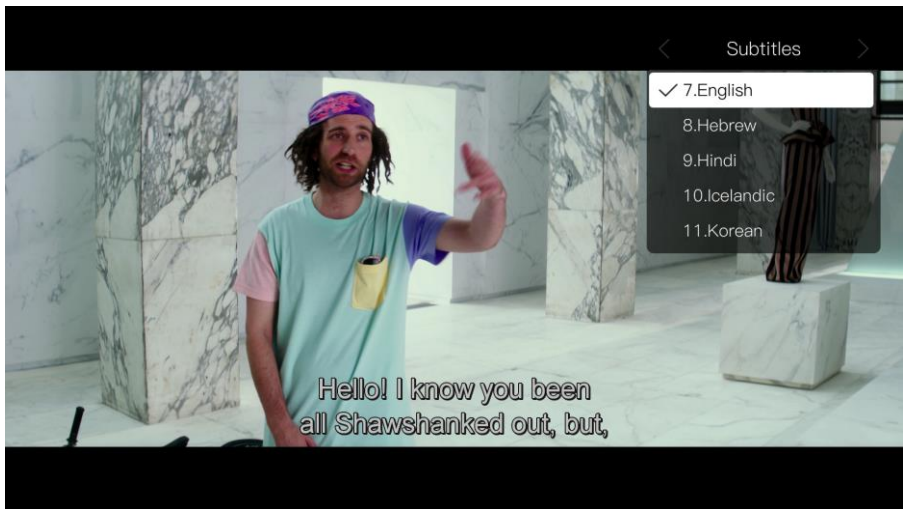 Subtitles
7.English
8.Hebrew
9.Hindi
10.Icelandic
11.Korean
Hello! I know you been
all Shawshanked out, but,